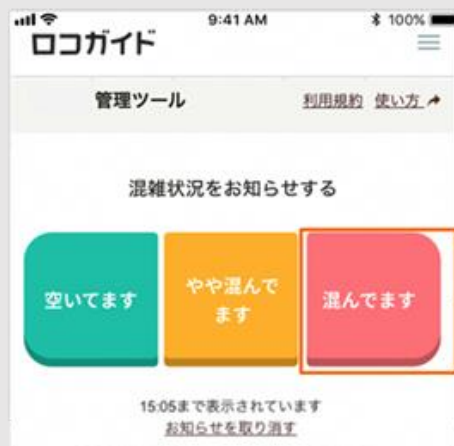 9:41 AM
100%
ロコガイド
管理ツール 利用規約 使い方
混雑状況をお知らせする
空いてます
やや混んで
ます
混んでます
15:05まで表示されています
お知らせを取り消す